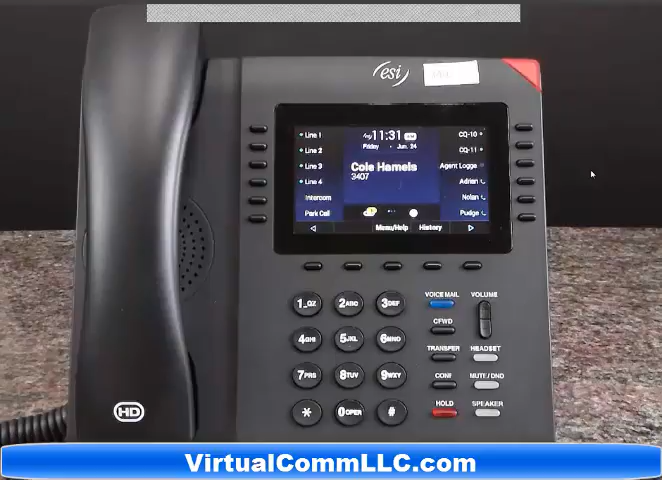 esi
Line 1
11:31 AM
CQ-10
Friday Jun. 24
Line 2
CQ-11
Line 3
Cole Hamels
Agent Logge
3407
Line 4
Adrian
Intercom
Nolan
Park Call
Pudge
Menu/Help
History
VOICE MAIL
VOLUME
1_QZ
2ABC
3DEF
CFWD
4GHI
5JKL
6MNO
TRANSFER
HEADSET
7PRS
8TUV
9WXY
CONF
MUTE / DND
HOLD
SPEAKER
*
0OPER
#
HD
VirtualCommLLC.com